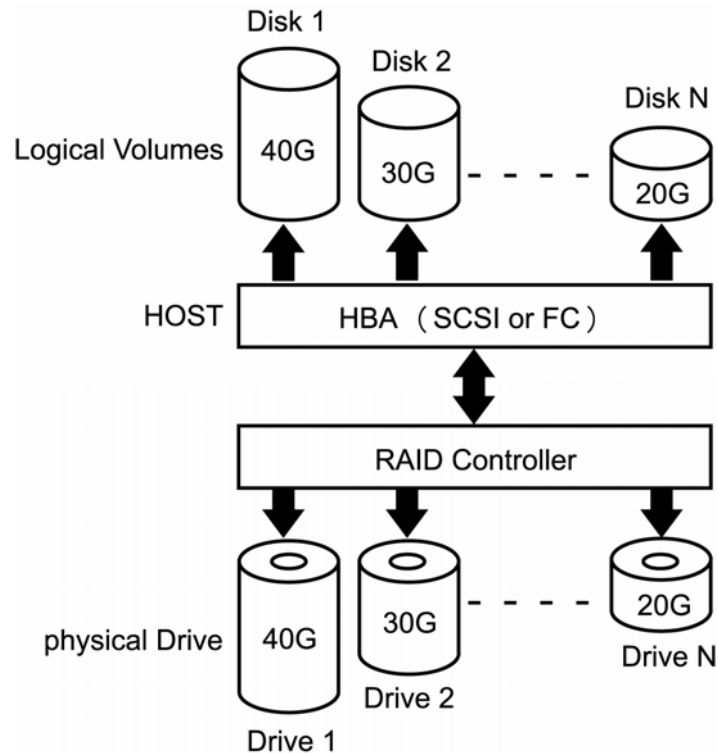 Disk 1
Disk 2
Disk N
Logical Volumes
40G
30G
20G
HOST
HBA （SCSI or FC）
RAID Controller
physical Drive
40G
30G
20G
Drive 1
Drive 2
Drive N